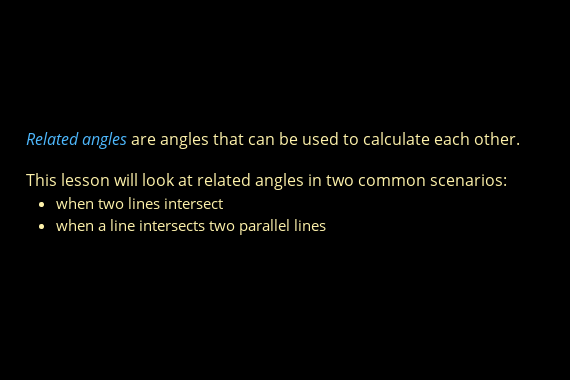 Related angles are angles that can be used to calculate each other.
This lesson will look at related angles in two common scenarios:
• when two lines intersect
• when a line intersects two parallel lines